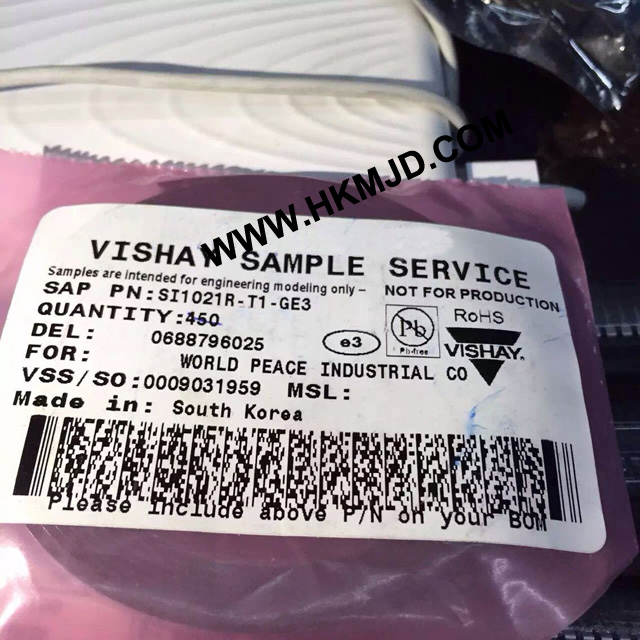 WWW.HKMJD.COM
VISHAY SAMPLE SERVICE
Samples are intended for engineering modeling only – NOT FOR PRODUCTION
SAP PN:SI1021R-T1-GE3
QUANTITY:450
DEL: 0688796025
FOR: WORLD PEACE INDUSTRIAL CO
VSS/SO:0009031959 MSL:
Made in: South Korea
e3
Pb
Pb-free
RoHS
VISHAY.
Please include above P/N on your BOM